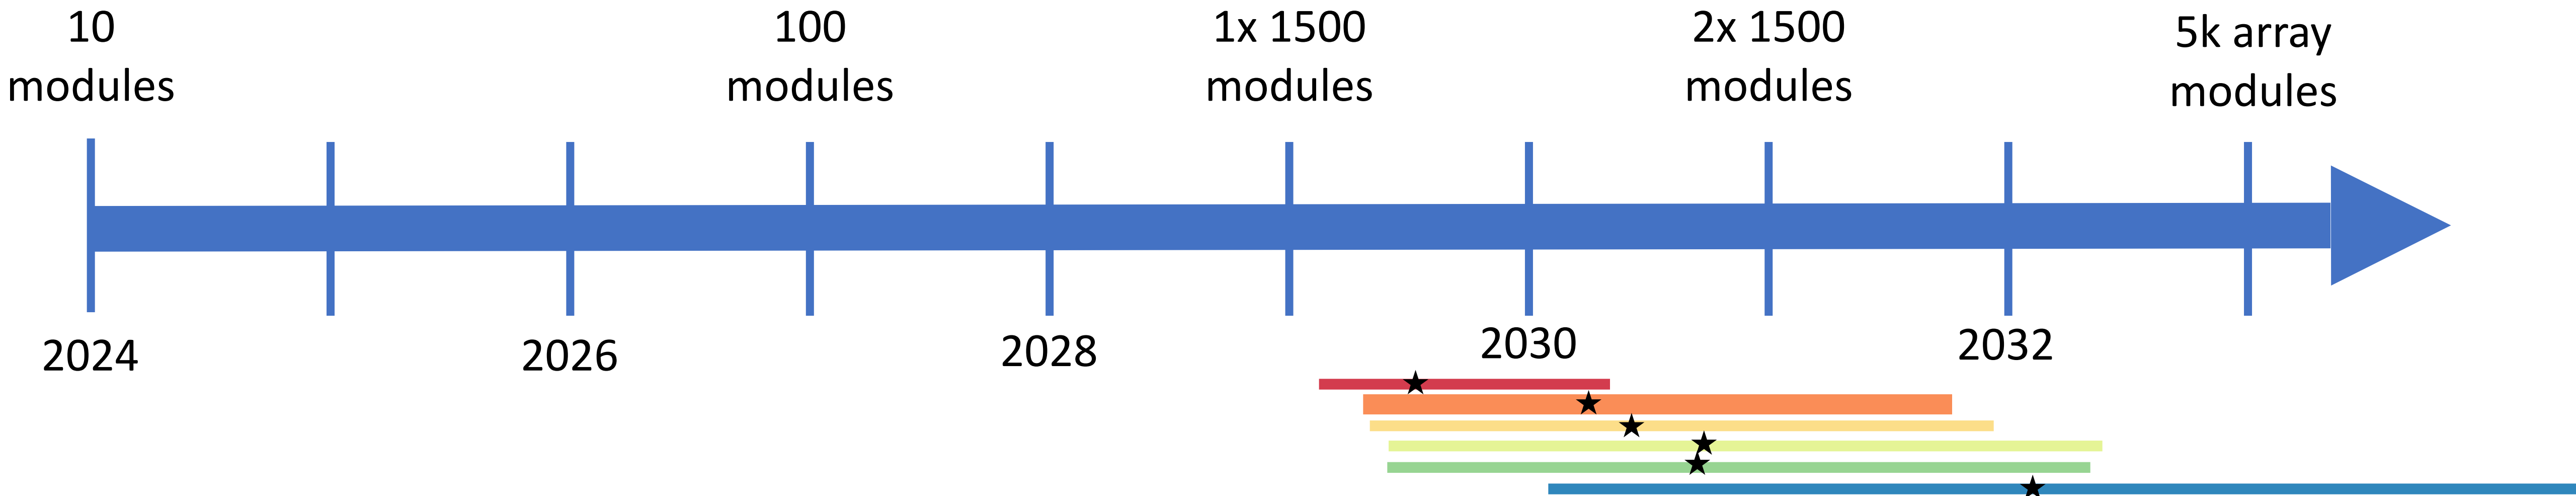 10
modules
100
modules
1x 1500
modules
2x 1500
modules
5k array
modules
2024
2026
2028
2030
2032